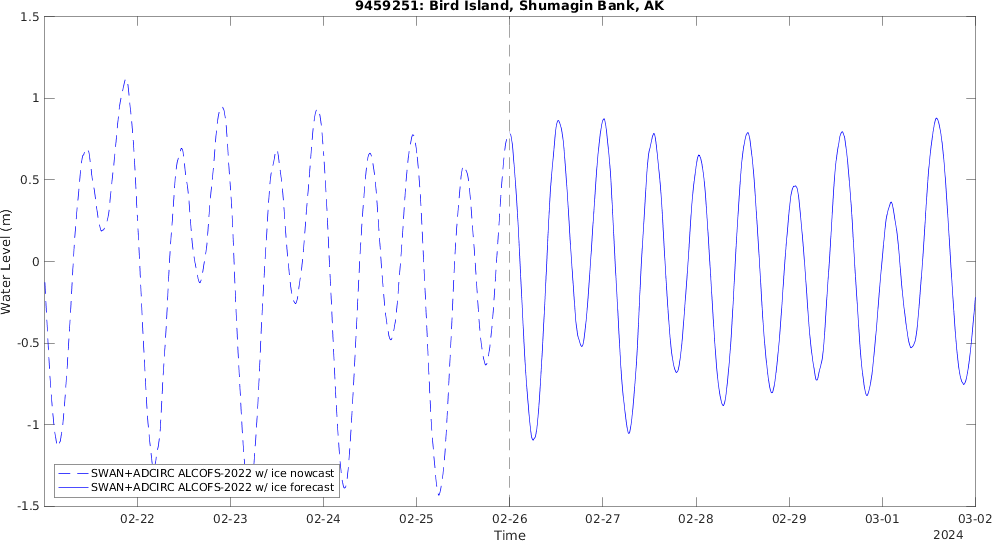 9459251: Bird Island, Shumagin Bank, AK
1.5
1
0.5
0
-0.5
-1
-1.5
Water Level (m)
SWAN+ADCIRC ALCOFS-2022 w/ ice nowcast
SWAN+ADCIRC ALCOFS-2022 w/ ice forecast
02-22 02-23 02-24 02-25 02-26 02-27 02-28 02-29 03-01 03-02
Time
2024